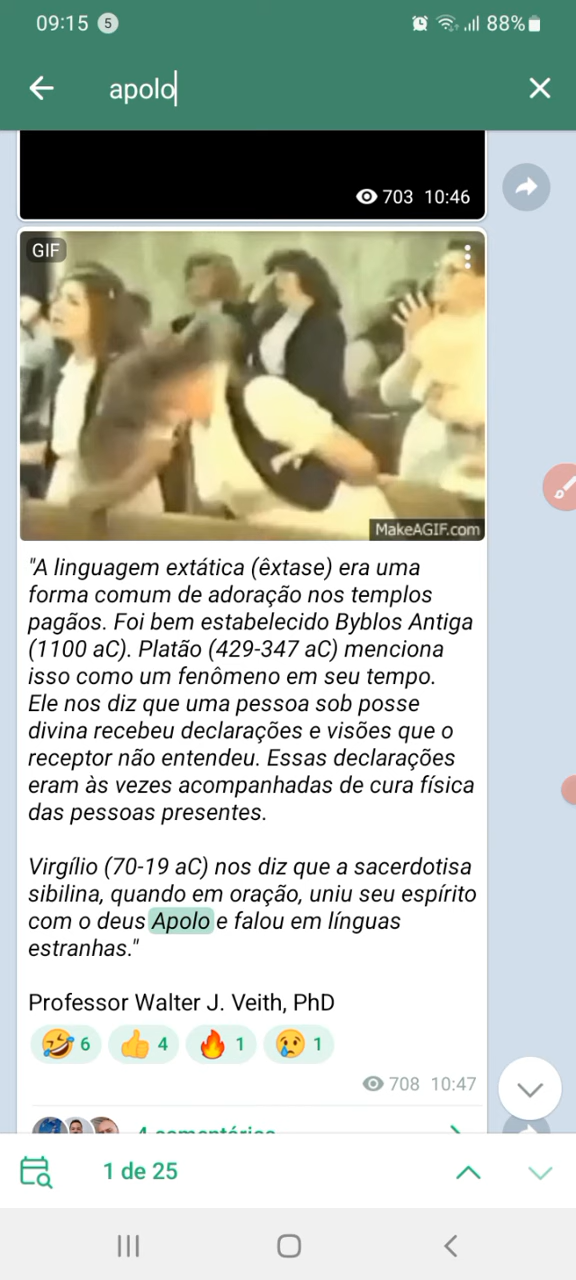 09:15 5 88%
apolo
703 10:46
GIF
MakeAGIF.com
"A linguagem extática (êxtase) era uma
forma comum de adoração nos templos
pagãos. Foi bem estabelecido Byblos Antiga
(1100 aC). Platão (429-347 aC) menciona
isso como um fenômeno em seu tempo.
Ele nos diz que uma pessoa sob posse
divina recebeu declarações e visões que o
receptor não entendeu. Essas declarações
eram às vezes acompanhadas de cura física
das pessoas presentes.
Virgílio (70-19 aC) nos diz que a sacerdotisa
sibilina, quando em oração, uniu seu espírito
com o deus Apolo e falou em línguas
estranhas."
Professor Walter J. Veith, PhD
6 4 1 1
708 10:47
4 comentários
1 de 25